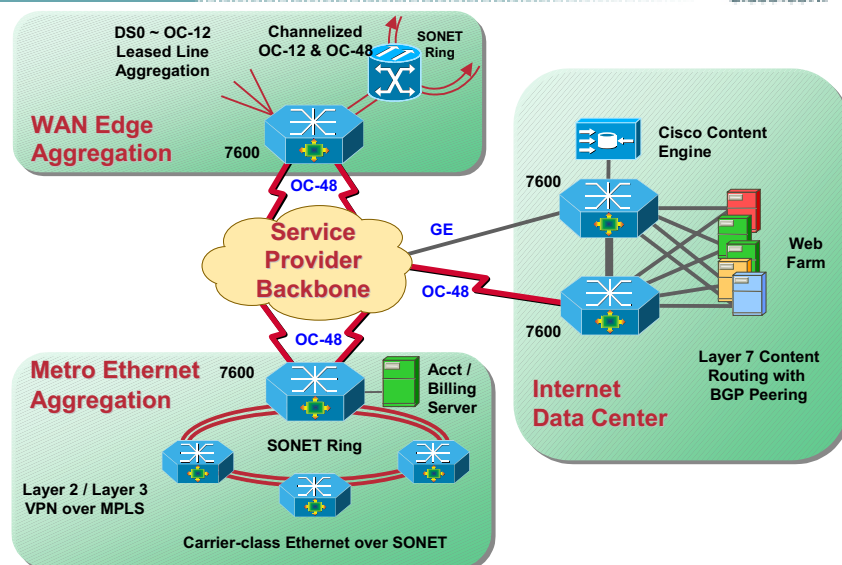 DS0 ~ OC-12
Leased Line
Aggregation
Channelized
OC-12 & OC-48
SONET
Ring
WAN Edge
Aggregation
7600
OC-48
Service
Provider
Backbone
GE
OC-48
OC-48
Cisco Content
Engine
7600
Web
Farm
7600
Layer 7 Content
Routing with
BGP Peering
Internet
Data Center
Metro Ethernet
Aggregation
7600
Acct /
Billing
Server
SONET Ring
Layer 2 / Layer 3
VPN over MPLS
Carrier-class Ethernet over SONET